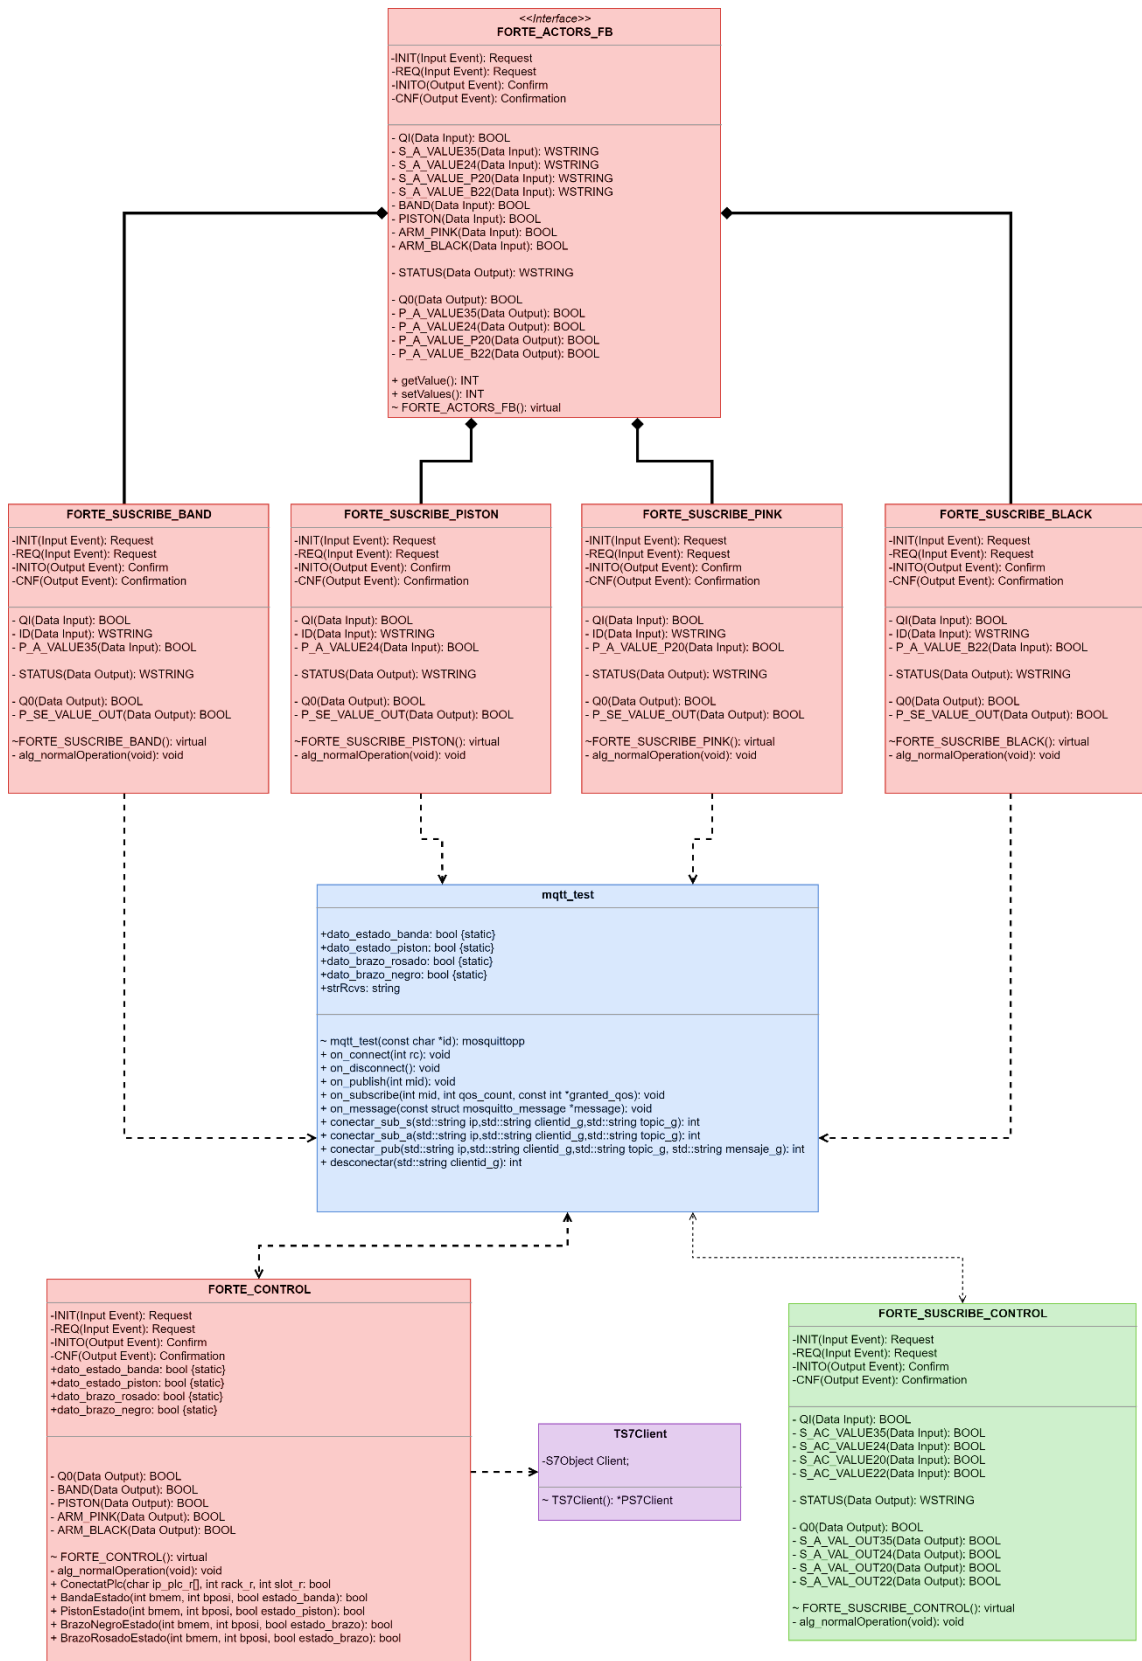 <<Interface>>
FORTE_ACTORS_FB
-INIT(Input Event): Request
-REQ(Input Event): Request
-INITO(Output Event): Confirm
-CNF(Output Event): Confirmation
- QI(Data Input): BOOL
- S_A_VALUE35(Data Input): WSTRING
- S_A_VALUE24(Data Input): WSTRING
- S_A_VALUE_P20(Data Input): WSTRING
- S_A_VALUE_B22(Data Input): WSTRING
- BAND(Data Input): BOOL
- PISTON(Data Input): BOOL
- ARM_PINK(Data Input): BOOL
- ARM_BLACK(Data Input): BOOL
- STATUS(Data Output): WSTRING
- Q0(Data Output): BOOL
- P_A_VALUE35(Data Output): BOOL
- P_A_VALUE24(Data Output): BOOL
- P_A_VALUE_P20(Data Output): BOOL
- P_A_VALUE_B22(Data Output): BOOL
+ getValue(): INT
+ setValues(): INT
~ FORTE_ACTORS_FB(): virtual
FORTE_SUSCRIBE_BAND
-INIT(Input Event): Request
-REQ(Input Event): Request
-INITO(Output Event): Confirm
-CNF(Output Event): Confirmation
- QI(Data Input): BOOL
- ID(Data Input): WSTRING
- P_A_VALUE35(Data Input): BOOL
- STATUS(Data Output): WSTRING
- Q0(Data Output): BOOL
- P_SE_VALUE_OUT(Data Output): BOOL
~FORTE_SUSCRIBE_BAND(): virtual
- alg_normalOperation(void): void
FORTE_SUSCRIBE_PISTON
-INIT(Input Event): Request
-REQ(Input Event): Request
-INITO(Output Event): Confirm
-CNF(Output Event): Confirmation
- QI(Data Input): BOOL
- ID(Data Input): WSTRING
- P_A_VALUE24(Data Input): BOOL
- STATUS(Data Output): WSTRING
- Q0(Data Output): BOOL
- P_SE_VALUE_OUT(Data Output): BOOL
~FORTE_SUSCRIBE_PISTON(): virtual
- alg_normalOperation(void): void
FORTE_SUSCRIBE_PINK
-INIT(Input Event): Request
-REQ(Input Event): Request
-INITO(Output Event): Confirm
-CNF(Output Event): Confirmation
- QI(Data Input): BOOL
- ID(Data Input): WSTRING
- P_A_VALUE_P20(Data Input): BOOL
- STATUS(Data Output): WSTRING
- Q0(Data Output): BOOL
- P_SE_VALUE_OUT(Data Output): BOOL
~FORTE_SUSCRIBE_PINK(): virtual
- alg_normalOperation(void): void
FORTE_SUSCRIBE_BLACK
-INIT(Input Event): Request
-REQ(Input Event): Request
-INITO(Output Event): Confirm
-CNF(Output Event): Confirmation
- QI(Data Input): BOOL
- ID(Data Input): WSTRING
- P_A_VALUE_B22(Data Input): BOOL
- STATUS(Data Output): WSTRING
- Q0(Data Output): BOOL
- P_SE_VALUE_OUT(Data Output): BOOL
~FORTE_SUSCRIBE_BLACK(): virtual
- alg_normalOperation(void): void
mqtt_test
+dato_estado_banda: bool {static}
+dato_estado_piston: bool {static}
+dato_brazo_rosado: bool {static}
+dato_brazo_negro: bool {static}
+strRcvs: string
~ mqtt_test(const char *id): mosquittopp
+ on_connect(int rc): void
+ on_disconnect(): void
+ on_publish(int mid): void
+ on_subscribe(int mid, int qos_count, const int *granted_qos): void
+ on_message(const struct mosquitto_message *message): void
+ conectar_sub_s(std::string ip,std::string clientid_g,std::string topic_g): int
+ conectar_sub_a(std::string ip,std::string clientid_g,std::string topic_g): int
+ conectar_pub(std::string ip,std::string clientid_g,std::string topic_g, std::string mensaje_g): int
+ desconectar(std::string clientid_g): int
FORTE_CONTROL
-INIT(Input Event): Request
-REQ(Input Event): Request
-INITO(Output Event): Confirm
-CNF(Output Event): Confirmation
+dato_estado_banda: bool {static}
+dato_estado_piston: bool {static}
+dato_brazo_rosado: bool {static}
+dato_brazo_negro: bool {static}
- Q0(Data Output): BOOL
- BAND(Data Output): BOOL
- PISTON(Data Output): BOOL
- ARM_PINK(Data Output): BOOL
- ARM_BLACK(Data Output): BOOL
~ FORTE_CONTROL(): virtual
- alg_normalOperation(void): void
+ ConectatPlc(char ip_plc_r[], int rack_r, int slot_r: bool
+ BandaEstado(int bmem, int bposi, bool estado_banda): bool
+ PistonEstado(int bmem, int bposi, bool estado_piston): bool
+ BrazoNegroEstado(int bmem, int bposi, bool estado_brazo): bool
+ BrazoRosadoEstado(int bmem, int bposi, bool estado_brazo): bool
TS7Client
-S7Object Client;
~ TS7Client(): *PS7Client
FORTE_SUSCRIBE_CONTROL
-INIT(Input Event): Request
-REQ(Input Event): Request
-INITO(Output Event): Confirm
-CNF(Output Event): Confirmation
- QI(Data Input): BOOL
- S_AC_VALUE35(Data Input): BOOL
- S_AC_VALUE24(Data Input): BOOL
- S_AC_VALUE20(Data Input): BOOL
- S_AC_VALUE22(Data Input): BOOL
- STATUS(Data Output): WSTRING
- Q0(Data Output): BOOL
- S_A_VAL_OUT35(Data Output): BOOL
- S_A_VAL_OUT24(Data Output): BOOL
- S_A_VAL_OUT20(Data Output): BOOL
- S_A_VAL_OUT22(Data Output): BOOL
~ FORTE_SUSCRIBE_CONTROL(): virtual
- alg_normalOperation(void): void